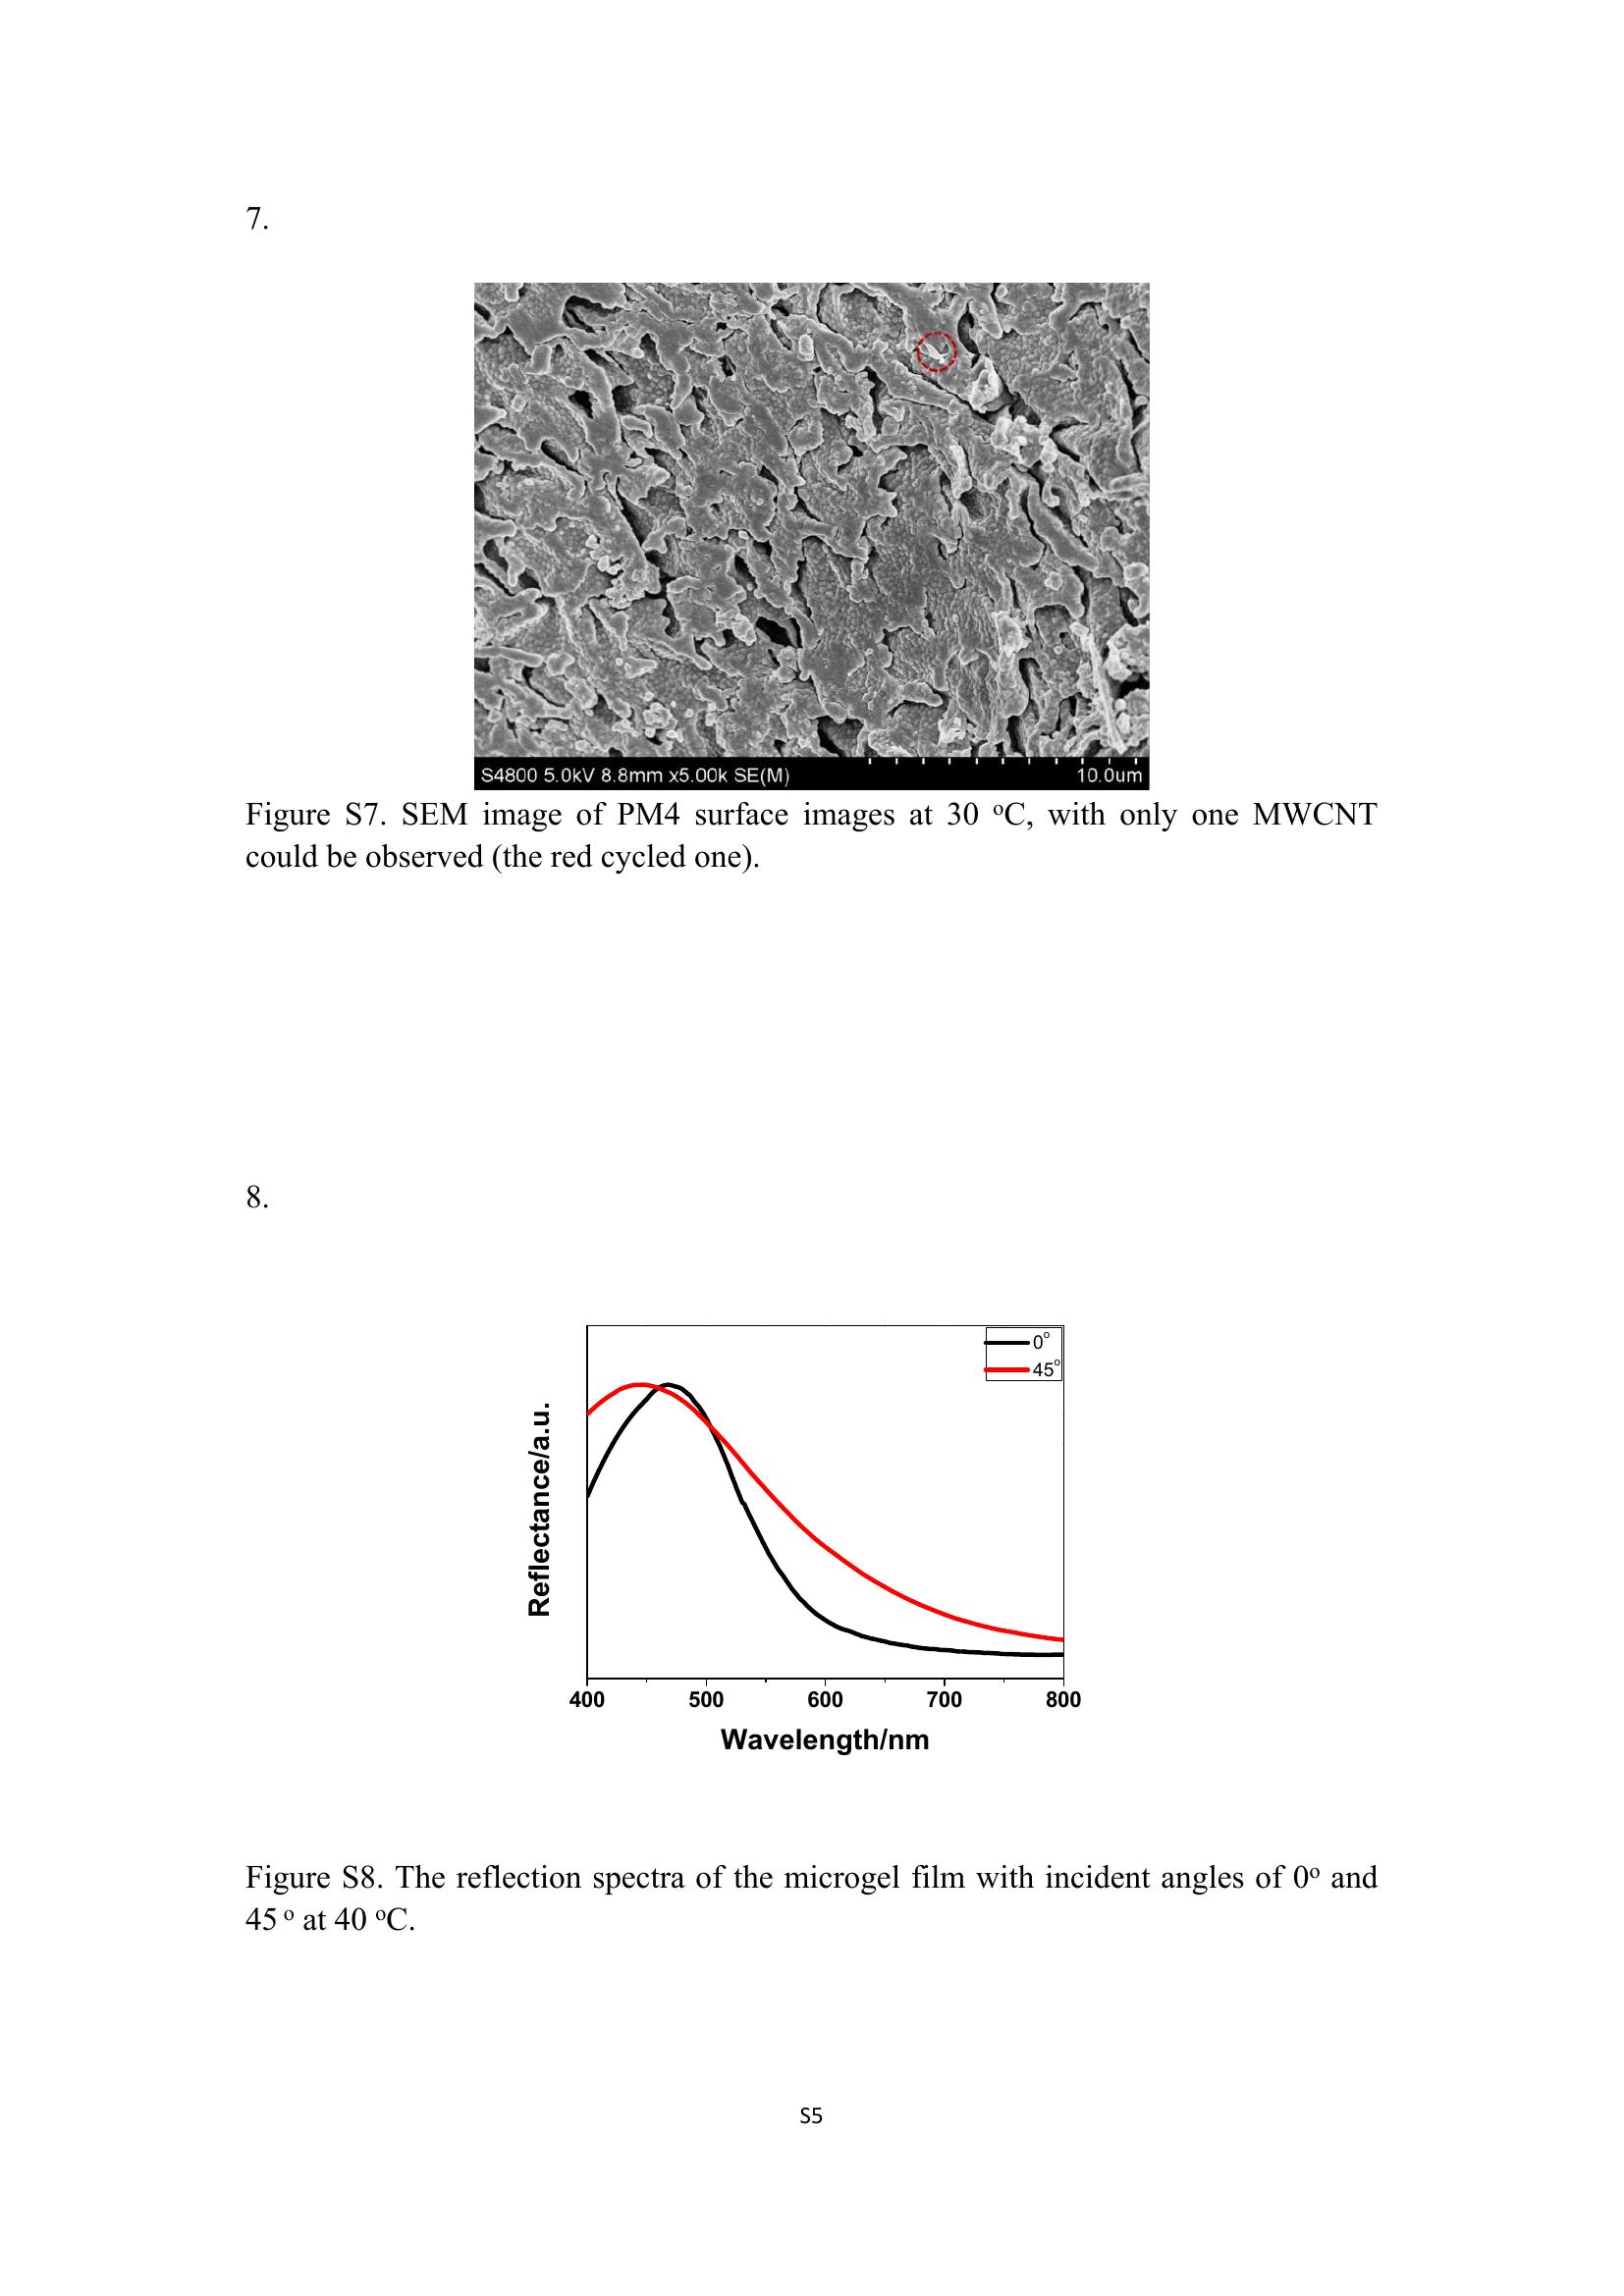 7.
S4800 5.0kV 8.8mm x5.00k SE(M)
10.0um
Figure S7. SEM image of PM4 surface images at 30 °C, with only one MWCNT
could be observed (the red cycled one).
8.
0°
45°
Reflectance/a.u.
400 500 600 700 800
Wavelength/nm
Figure S8. The reflection spectra of the microgel film with incident angles of 0° and
45 ° at 40 °C.
S5